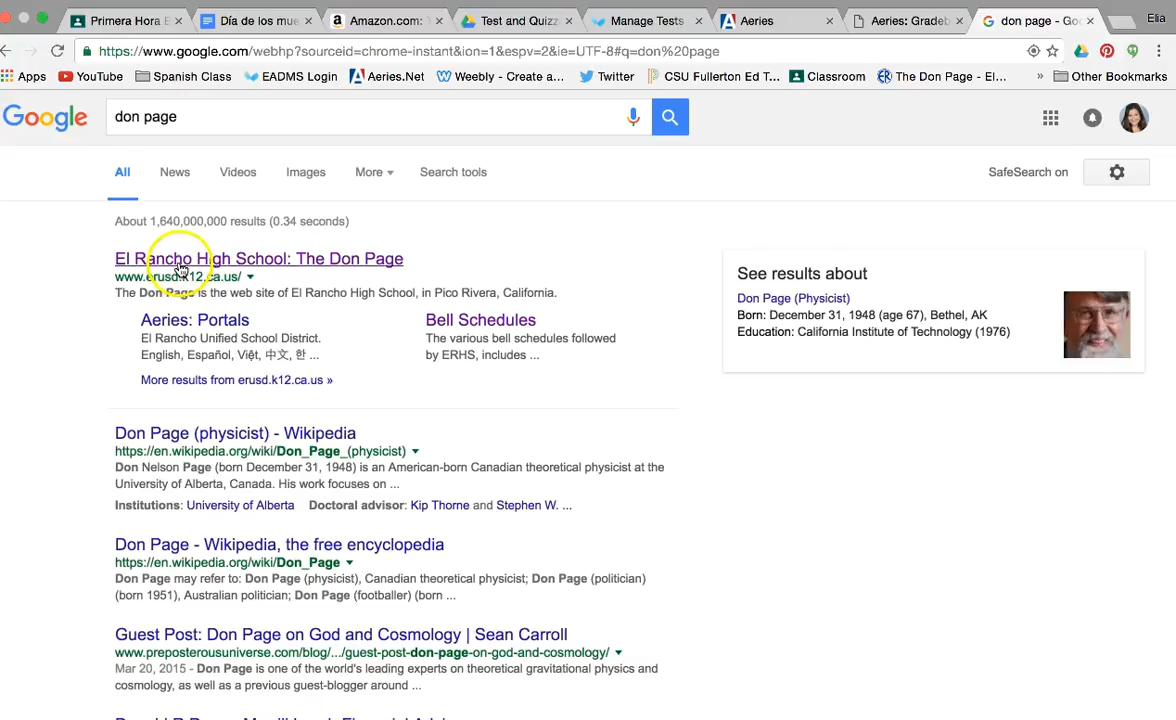 Primera Hora E
Día de los mue
Amazon.com: T
Test and Quizz
Manage Tests
Aeries
Aeries: Gradeb
don page - Goo
Elia
https://www.google.com/webhp?sourceid=chrome-instant&ion=1&espv=2&ie=UTF-8#q=don%20page
Apps
YouTube
Spanish Class
EADMS Login
Aeries.Net
Weebly - Create a...
Twitter
CSU Fullerton Ed T...
Classroom
The Don Page - El...
»
Other Bookmarks
Google
don page
All
News
Videos
Images
More
Search tools
SafeSearch on
About 1,640,000,000 results (0.34 seconds)
El Rancho High School: The Don Page
www.erusd.k12.ca.us/
The Don Page is the web site of El Rancho High School, in Pico Rivera, California.
Aeries: Portals
El Rancho Unified School District.
English, Español, Việt, 中文, 한 ...
Bell Schedules
The various bell schedules followed
by ERHS, includes ...
More results from erusd.k12.ca.us »
See results about
Don Page (Physicist)
Born: December 31, 1948 (age 67), Bethel, AK
Education: California Institute of Technology (1976)
Don Page (physicist) - Wikipedia
https://en.wikipedia.org/wiki/Don_Page_(physicist)
Don Nelson Page (born December 31, 1948) is an American-born Canadian theoretical physicist at the
University of Alberta, Canada. His work focuses on ...
Institutions: University of Alberta Doctoral advisor: Kip Thorne and Stephen W. ...
Don Page - Wikipedia, the free encyclopedia
https://en.wikipedia.org/wiki/Don_Page
Don Page may refer to: Don Page (physicist), Canadian theoretical physicist; Don Page (politician)
(born 1951), Australian politician; Don Page (footballer) (born ...
Guest Post: Don Page on God and Cosmology | Sean Carroll
www.preposterousuniverse.com/blog/.../guest-post-don-page-on-god-and-cosmology/
Mar 20, 2015 - Don Page is one of the world's leading experts on theoretical gravitational physics and
cosmology, as well as a previous guest-blogger around ...